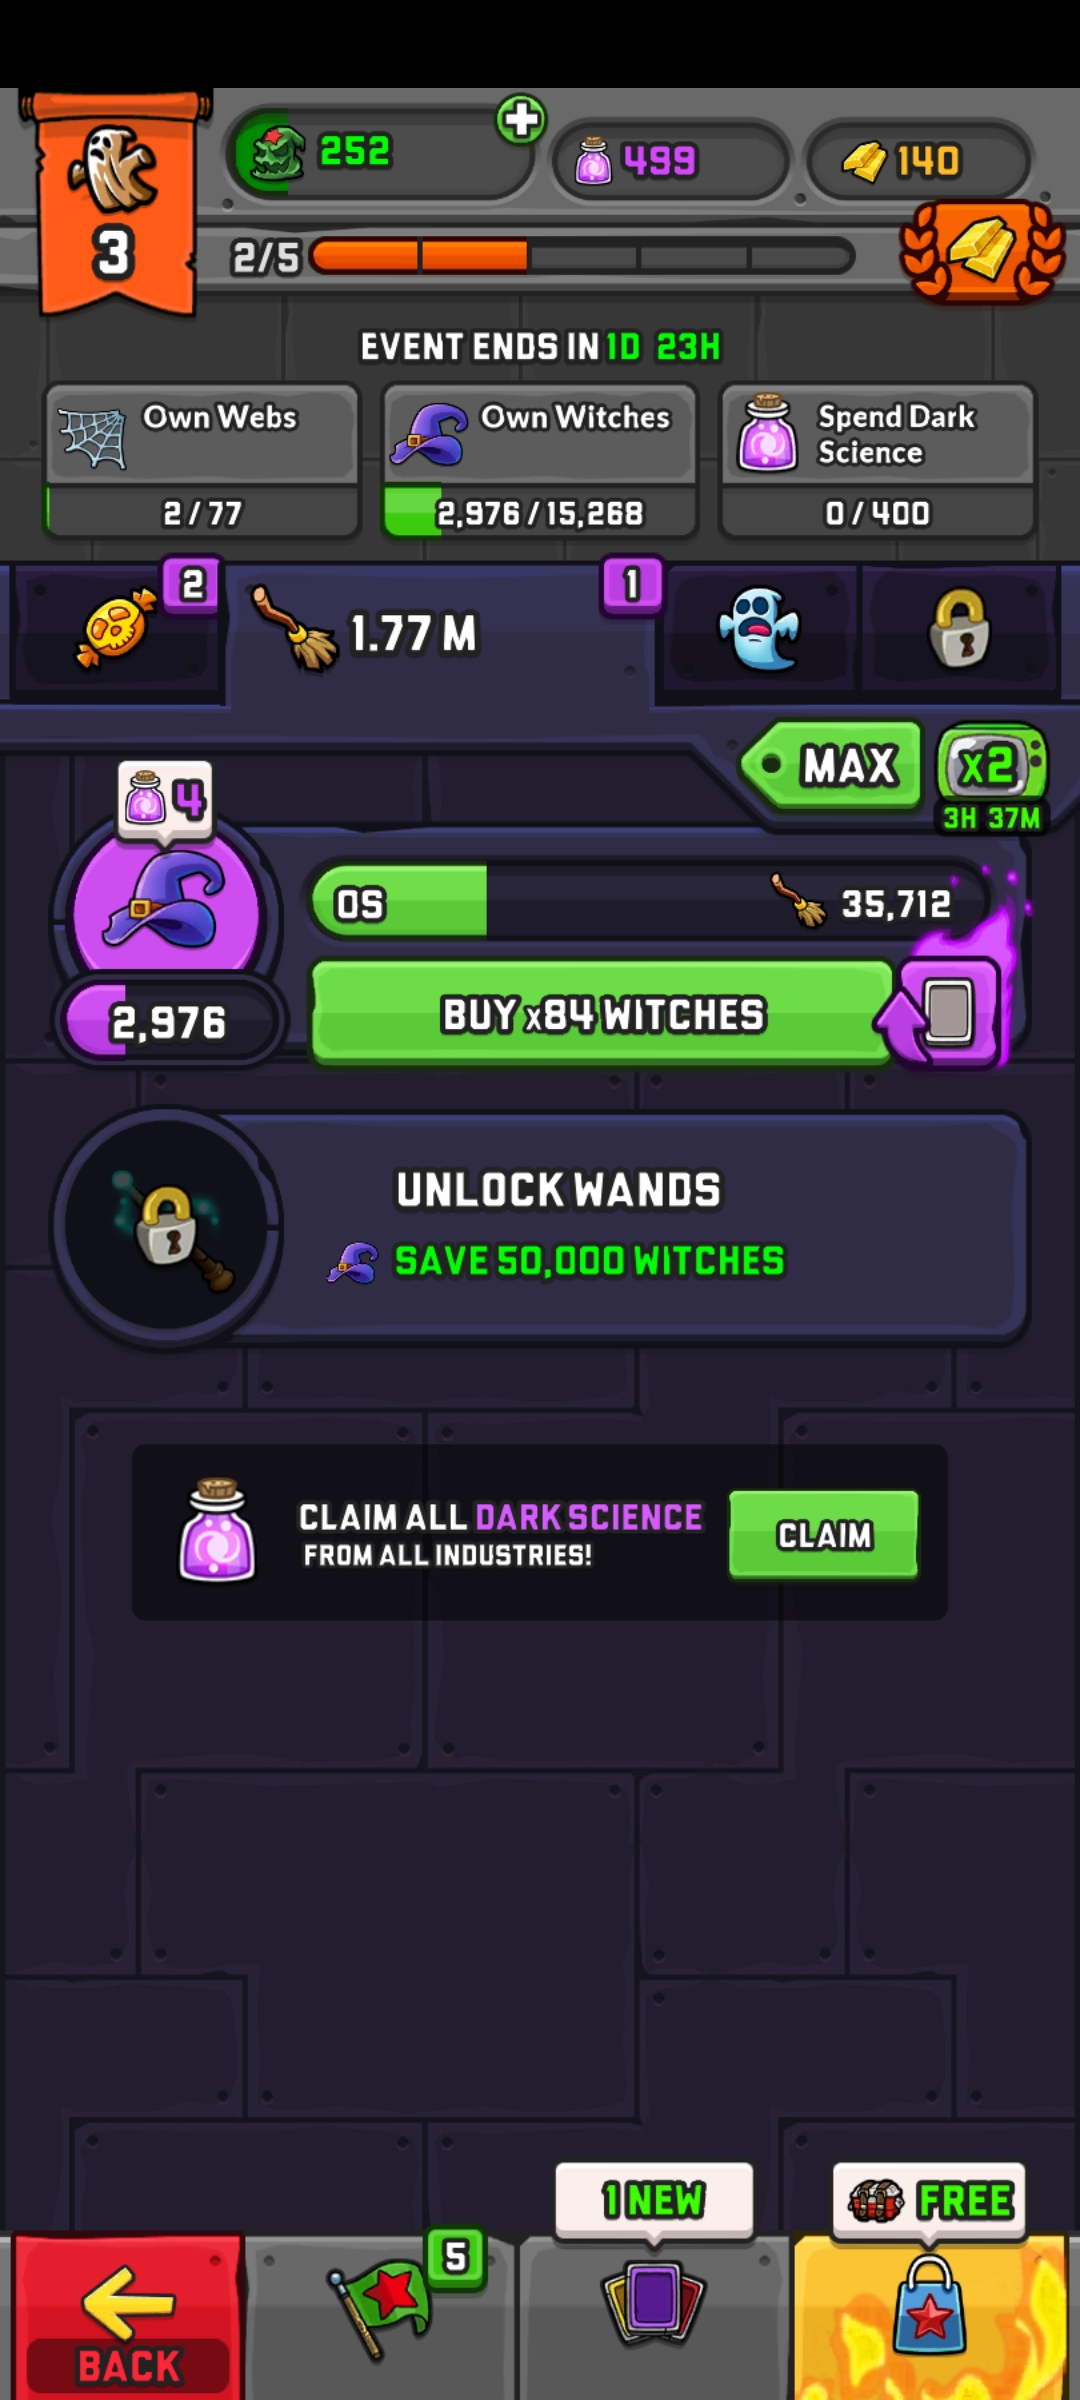 252
499
140
3
2/5
EVENT ENDS IN 1D 23H
Own Webs
2/77
Own Witches
2,976/15,268
Spend Dark
Science
0/400
2
1.77 M
1
MAX
x2
3H 37M
4
0S
35,712
2,976
BUY x84 WITCHES
UNLOCK WANDS
SAVE 50,000 WITCHES
CLAIM ALL DARK SCIENCE
FROM ALL INDUSTRIES!
CLAIM
1 NEW
FREE
5
BACK